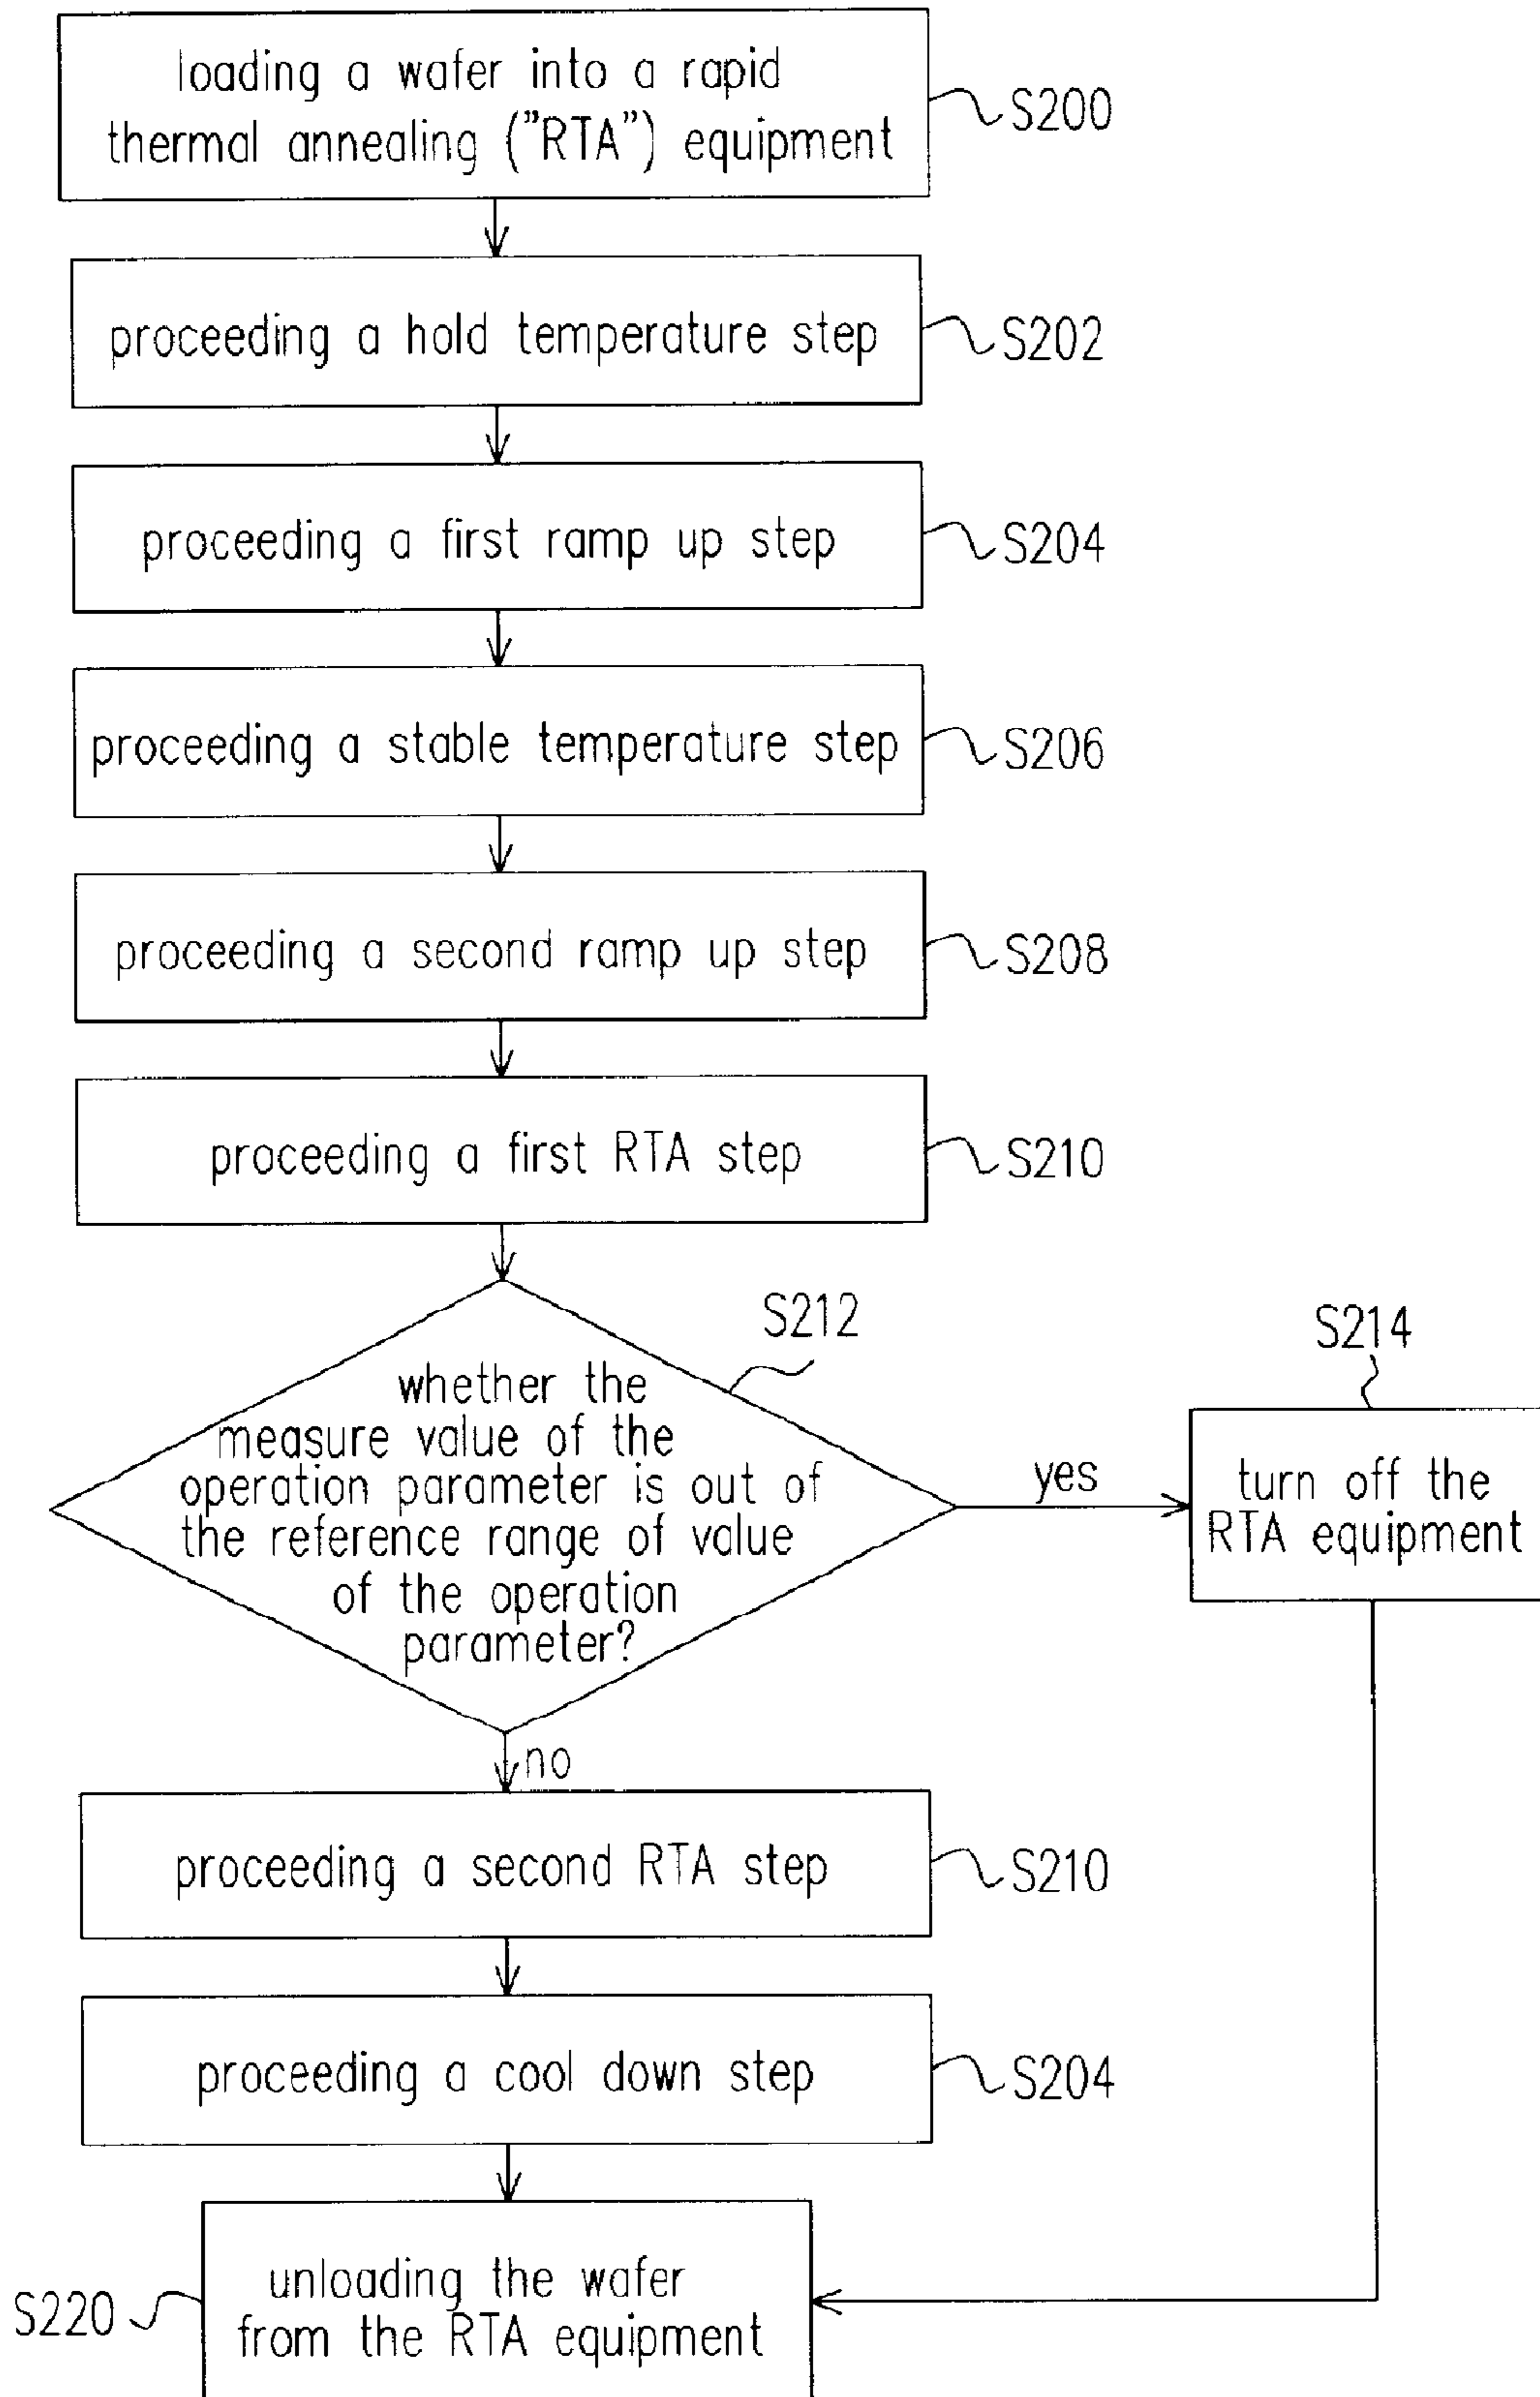 loading a wafer into a rapid
thermal annealing ("RTA") equipment
S200
proceeding a hold temperature step
S202
proceeding a first ramp up step
S204
proceeding a stable temperature step
S206
proceeding a second ramp up step
S208
proceeding a first RTA step
S210
S212
whether the
measure value of the
operation parameter is out of
the reference range of value
of the operation
parameter?
yes
S214
turn off the
RTA equipment
no
proceeding a second RTA step
S210
proceeding a cool down step
S204
S220
unloading the wafer
from the RTA equipment